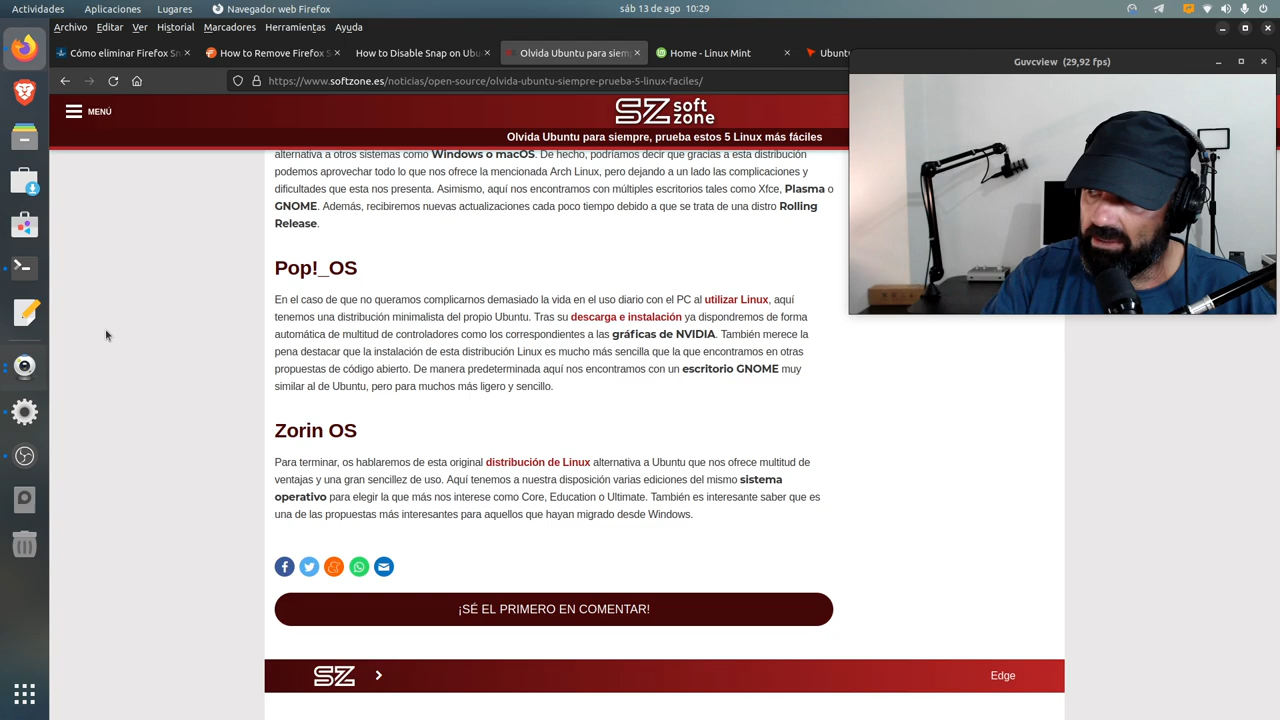 Actividades Aplicaciones Lugares Navegador web Firefox sáb 13 de ago 10:29
Archivo Editar Ver Historial Marcadores Herramientas Ayuda
Cómo eliminar Firefox Sn How to Remove Firefox S How to Disable Snap on Ubu Olvida Ubuntu para siem Home - Linux Mint Ubunt
https://www.softzone.es/noticias/open-source/olvida-ubuntu-siempre-prueba-5-linux-faciles/
Guvcview (29,92 fps)
MENÚ
SZ soft zone
Olvida Ubuntu para siempre, prueba estos 5 Linux más fáciles
alternativa a otros sistemas como Windows o macOS. De hecho, podríamos decir que gracias a esta distribución
podemos aprovechar todo lo que nos ofrece la mencionada Arch Linux, pero dejando a un lado las complicaciones y
dificultades que esta nos presenta. Asimismo, aquí nos encontramos con múltiples escritorios tales como Xfce, Plasma o
GNOME. Además, recibiremos nuevas actualizaciones cada poco tiempo debido a que se trata de una distro Rolling
Release.
Pop!_OS
En el caso de que no queramos complicarnos demasiado la vida en el uso diario con el PC al utilizar Linux, aquí
tenemos una distribución minimalista del propio Ubuntu. Tras su descarga e instalación ya dispondremos de forma
automática de multitud de controladores como los correspondientes a las gráficas de NVIDIA. También merece la
pena destacar que la instalación de esta distribución Linux es mucho más sencilla que la que encontramos en otras
propuestas de código abierto. De manera predeterminada aquí nos encontramos con un escritorio GNOME muy
similar al de Ubuntu, pero para muchos más ligero y sencillo.
Zorin OS
Para terminar, os hablaremos de esta original distribución de Linux alternativa a Ubuntu que nos ofrece multitud de
ventajas y una gran sencillez de uso. Aquí tenemos a nuestra disposición varias ediciones del mismo sistema
operativo para elegir la que más nos interese como Core, Education o Ultimate. También es interesante saber que es
una de las propuestas más interesantes para aquellos que hayan migrado desde Windows.
¡SÉ EL PRIMERO EN COMENTAR!
SZ Edge